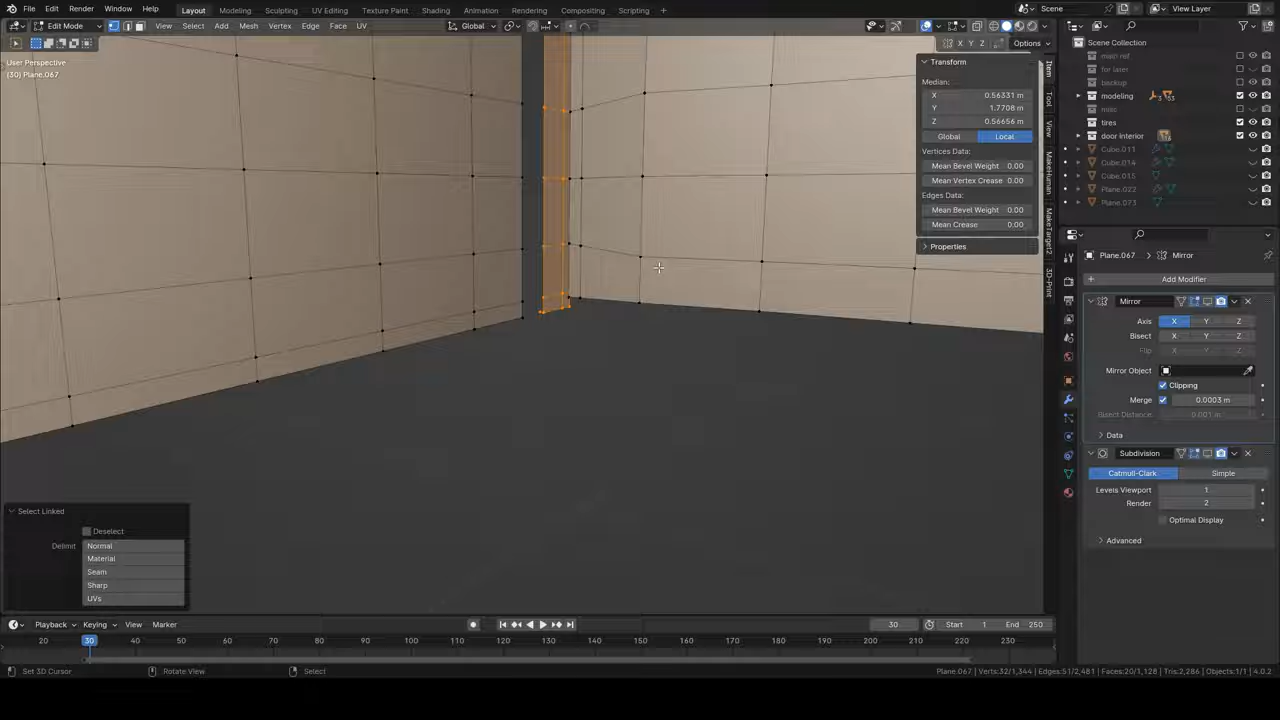 File Edit Render Window Help Layout Modeling Sculpting UV Editing Texture Paint Shading Animation Rendering Compositing Scripting Scene View Layer
Edit Mode View Select Add Mesh Vertex Edge Face UV Global
X Y Z Options
User Perspective
(30) Plane.067
Transform
Median:
X 0.56331 m
Y 1.7708 m
Z 0.56656 m
Global Local
Vertices Data:
Mean Bevel Weight 0.00
Mean Vertex Crease 0.00
Edges Data:
Mean Bevel Weight 0.00
Mean Crease 0.00
Properties
Item
Tool
View
MakeHuman
MakeTarget2
3D-Print
Scene Collection
main ref
for later
backup
modeling
tires
door interior
Cube.011
Cube.014
Cube.015
Plane.022
Plane.073
Plane.067 Mirror
Add Modifier
Mirror
Axis X Y Z
Bisect X Y Z
Flip X Y Z
Mirror Object
Clipping
Merge 0.0003 m
Bisect Distance 0.001 m
Data
Subdivision
Catmull-Clark Simple
Levels Viewport 1
Render 2
Optimal Display
Advanced
Select Linked
Deselect
Delimit Normal
Material
Seam
Sharp
UVs
Playback Keying View Marker 30 Start 1 End 250
20 30 40 50 60 70 80 90 100 110 120 130 140 150 160 170 180 190 200 210 220 230
Set 3D Cursor Rotate View Select Plane.067 | Verts:32/1,344 | Edges:51/2,481 | Faces:20/1,128 | Tris:2,286 | Objects:1/1 | 4.0.2